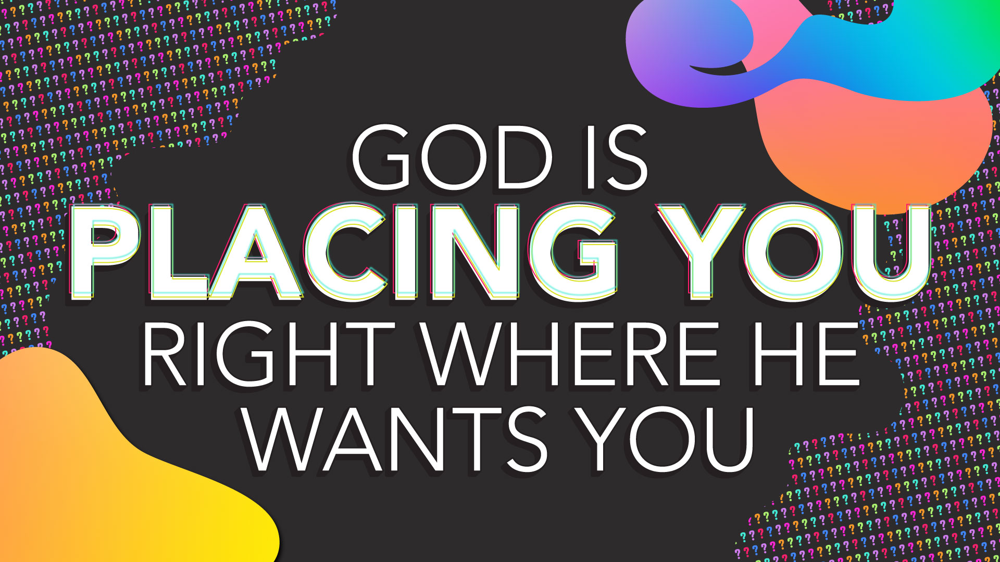 GOD IS
PLACING YOU
RIGHT WHERE HE
WANTS YOU